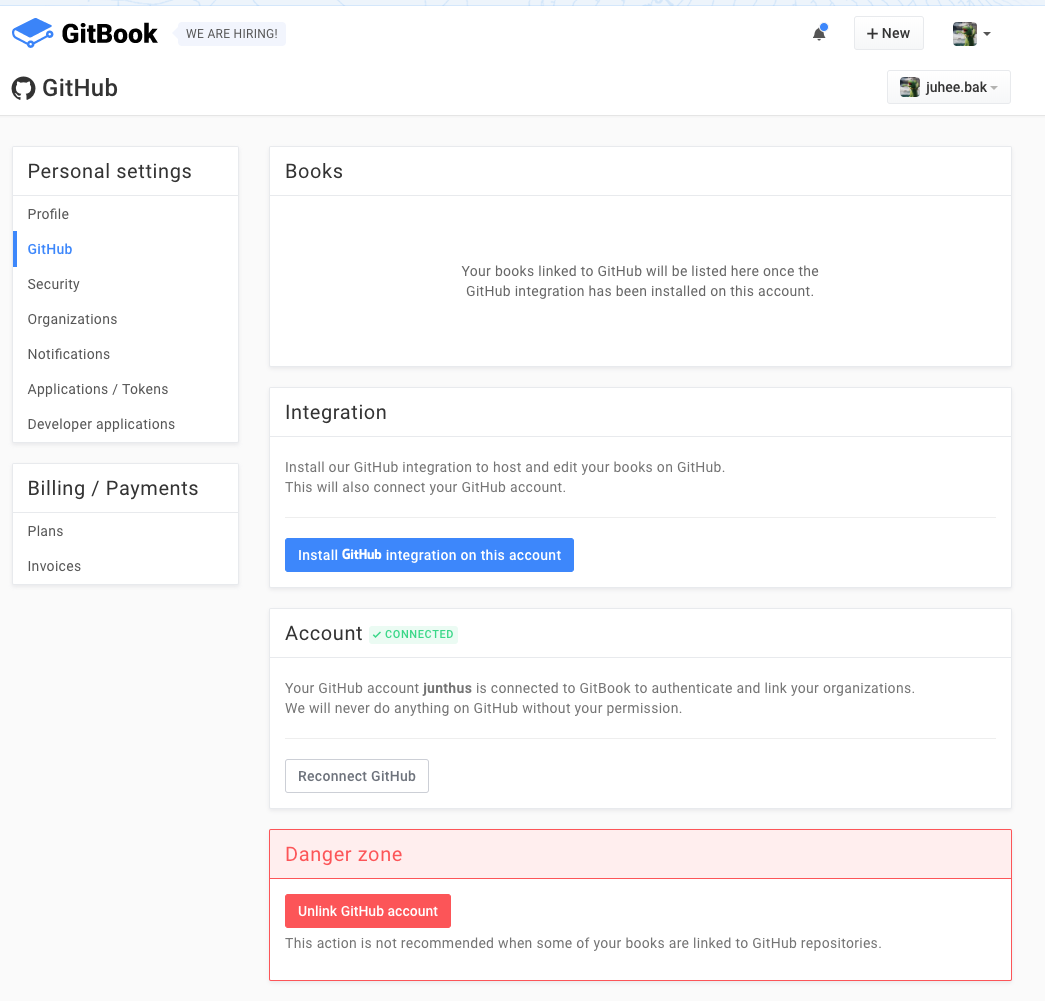 GitBook
WE ARE HIRING!
+ New
GitHub
juhee.bak
Personal settings
Profile
GitHub
Security
Organizations
Notifications
Applications / Tokens
Developer applications
Billing / Payments
Plans
Invoices
Books
Your books linked to GitHub will be listed here once the
GitHub integration has been installed on this account.
Integration
Install our GitHub integration to host and edit your books on GitHub.
This will also connect your GitHub account.
Install GitHub integration on this account
Account ✓ CONNECTED
Your GitHub account junthus is connected to GitBook to authenticate and link your organizations.
We will never do anything on GitHub without your permission.
Reconnect GitHub
Danger zone
Unlink GitHub account
This action is not recommended when some of your books are linked to GitHub repositories.